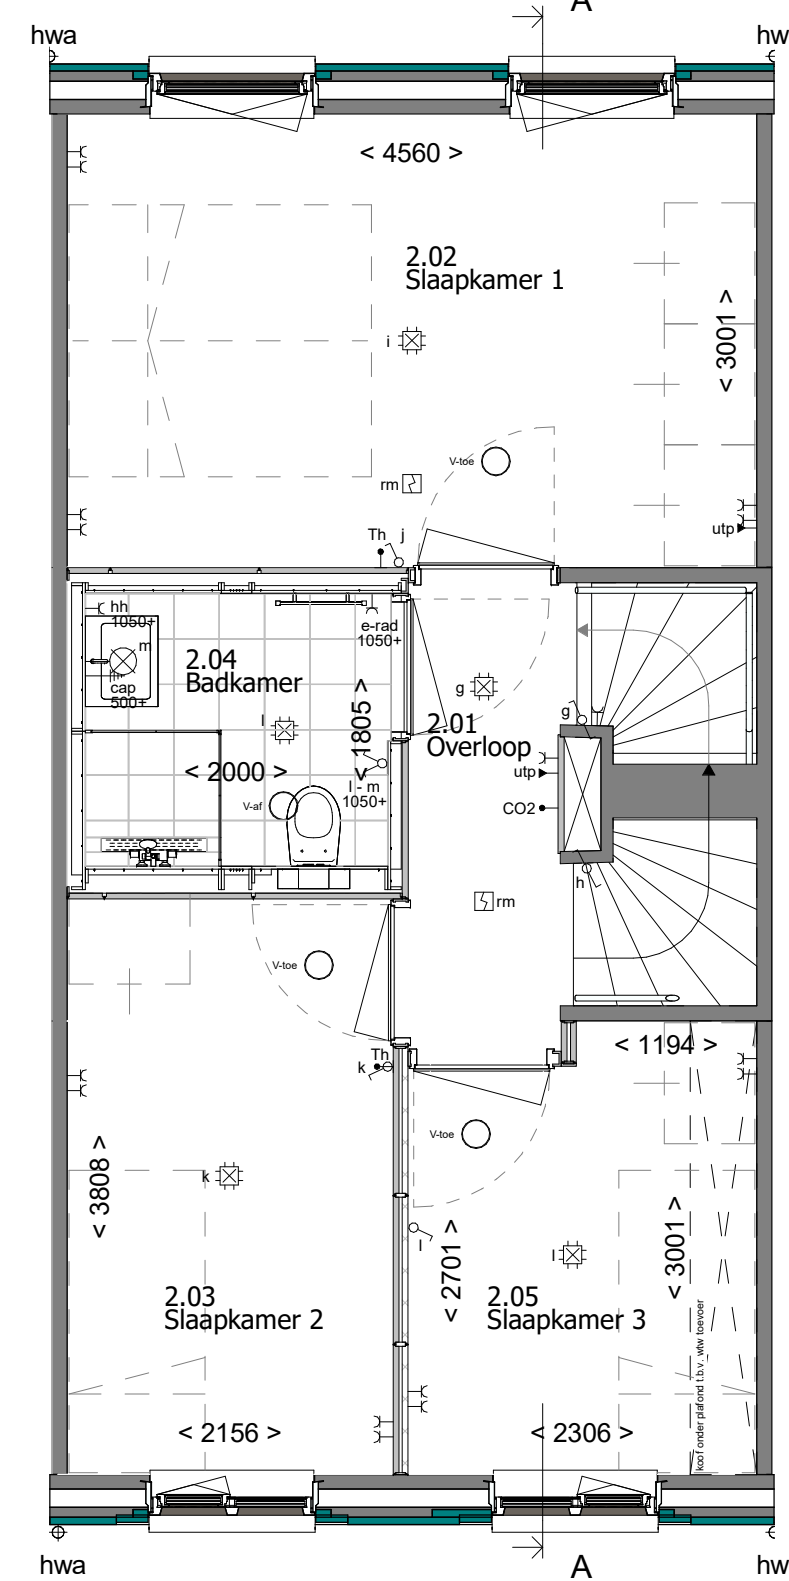 A
hwa
hw
< 4560 >
2.02
Slaapkamer 1
< 3001 >
i
V-toe
rm
utp
Th
j
hh
1050+
e-rad
1050+
m
2.04
Badkamer
cap
500+
g
l
< 1805 >
2.01
Overloop
g
< 2000 >
utp
l - m
1050+
V-af
CO2
h
rm
V-toe
< 1194 >
Th
k
V-toe
< 3808 >
k
< 2701 >
l
l
< 3001 >
2.03
Slaapkamer 2
2.05
Slaapkamer 3
koof onder plafond t.b.v. wtw toevoer
< 2156 >
< 2306 >
hwa
A
hw